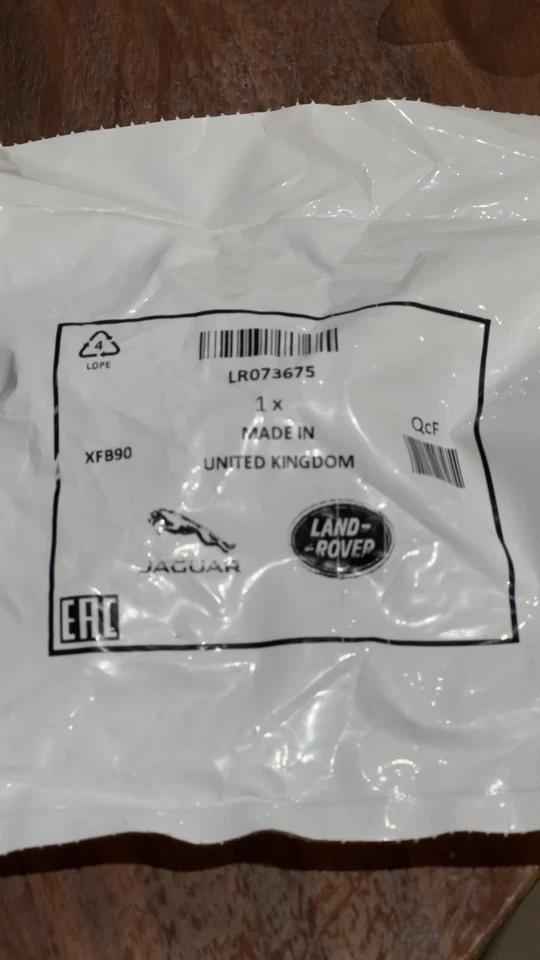 4
LDPE
LR073675
1 x
MADE IN
UNITED KINGDOM
XFB90
QcF
JAGUAR
LAND-
-ROVER
EAC